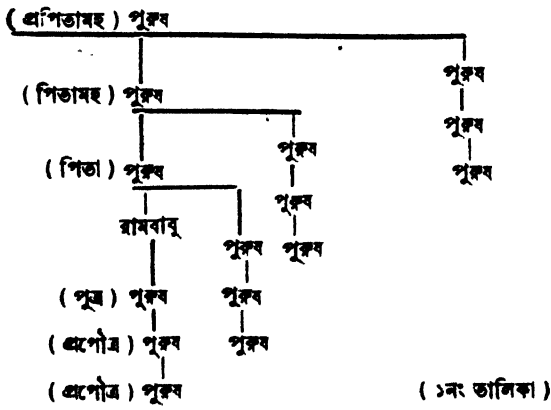 ( প্রপিতামহ ) পুরুষ
পুরুষ
( পিতামহ ) পুরুষ
পুরুষ
পুরুষ
( পিতা ) পুরুষ
পুরুষ
পুরুষ
রামবাবু
পুরুষ
পুরুষ
( পুত্র ) পুরুষ
পুরুষ
( প্রপৌত্র ) পুরুষ
পুরুষ
( প্রপৌত্র ) পুরুষ
( ১নং তালিকা )